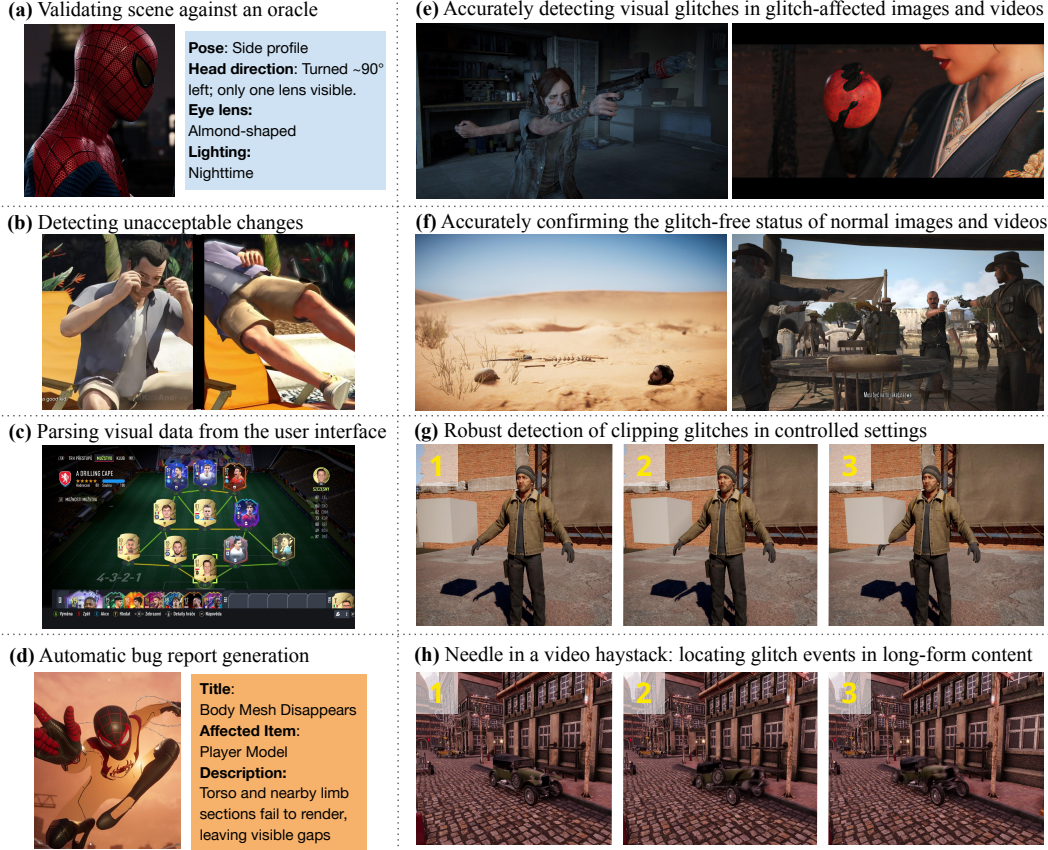 (a) Validating scene against an oracle
Pose: Side profile
Head direction: Turned ~90°
left; only one lens visible.
Eye lens:
Almond-shaped
Lighting:
Nighttime
(b) Detecting unacceptable changes
a good kid
(c) Parsing visual data from the user interface
A DRILLING CAPE
SZCZESNY
4-3-2-1
(d) Automatic bug report generation
Title:
Body Mesh Disappears
Affected Item:
Player Model
Description:
Torso and nearby limb
sections fail to render,
leaving visible gaps
(e) Accurately detecting visual glitches in glitch-affected images and videos
(f) Accurately confirming the glitch-free status of normal images and videos
(g) Robust detection of clipping glitches in controlled settings
1
2
3
(h) Needle in a video haystack: locating glitch events in long-form content
1
2
3